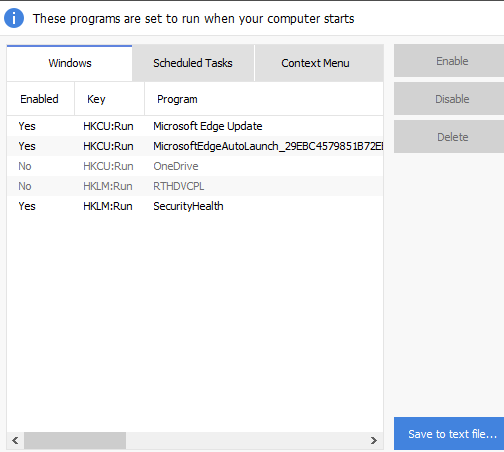 i These programs are set to run when your computer starts
Windows Scheduled Tasks Context Menu Enable
Enabled Key Program Disable
Yes HKCU:Run Microsoft Edge Update Delete
Yes HKCU:Run MicrosoftEdgeAutoLaunch_29EBC4579851B72E
No HKCU:Run OneDrive
No HKLM:Run RTHDVCPL
Yes HKLM:Run SecurityHealth
Save to text file...